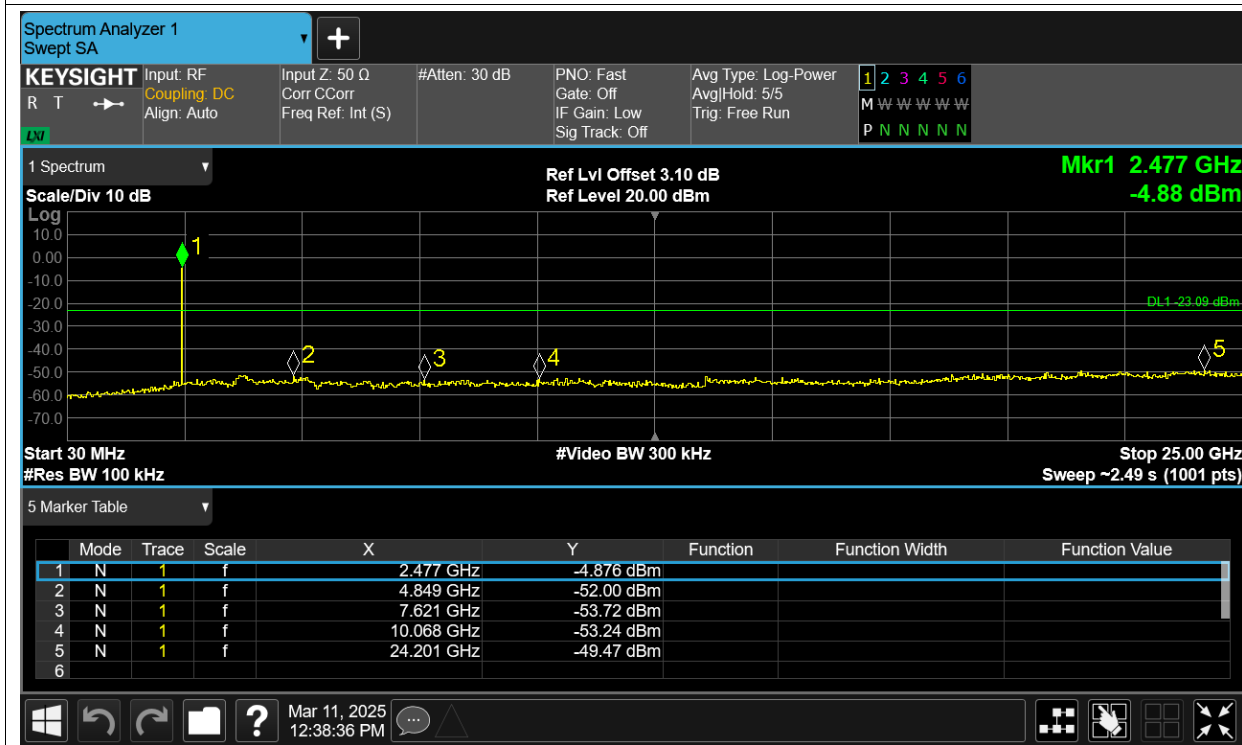 Spectrum Analyzer 1
Swept SA
KEYSIGHT
R T
LXI
Input: RF
Coupling: DC
Align: Auto
Input Z: 50 Ω
Corr CCorr
Freq Ref: Int (S)
#Atten: 30 dB
PNO: Fast
Gate: Off
IF Gain: Low
Sig Track: Off
Avg Type: Log-Power
Avg|Hold: 5/5
Trig: Free Run
1 2 3 4 5 6
M W W W W W
P N N N N N
1 Spectrum
Scale/Div 10 dB
Ref Lvl Offset 3.10 dB
Ref Level 20.00 dBm
Mkr1 2.477 GHz
-4.88 dBm
Log
10.0
0.00
-10.0
-20.0
-30.0
-40.0
-50.0
-60.0
-70.0
1
2
3
4
5
DL1 -23.09 dBm
Start 30 MHz
#Res BW 100 kHz
#Video BW 300 kHz
Stop 25.00 GHz
Sweep ~2.49 s (1001 pts)
5 Marker Table
Mode Trace Scale X Y Function Function Width Function Value
1 N 1 f 2.477 GHz -4.876 dBm
2 N 1 f 4.849 GHz -52.00 dBm
3 N 1 f 7.621 GHz -53.72 dBm
4 N 1 f 10.068 GHz -53.24 dBm
5 N 1 f 24.201 GHz -49.47 dBm
6
?
Mar 11, 2025
12:38:36 PM